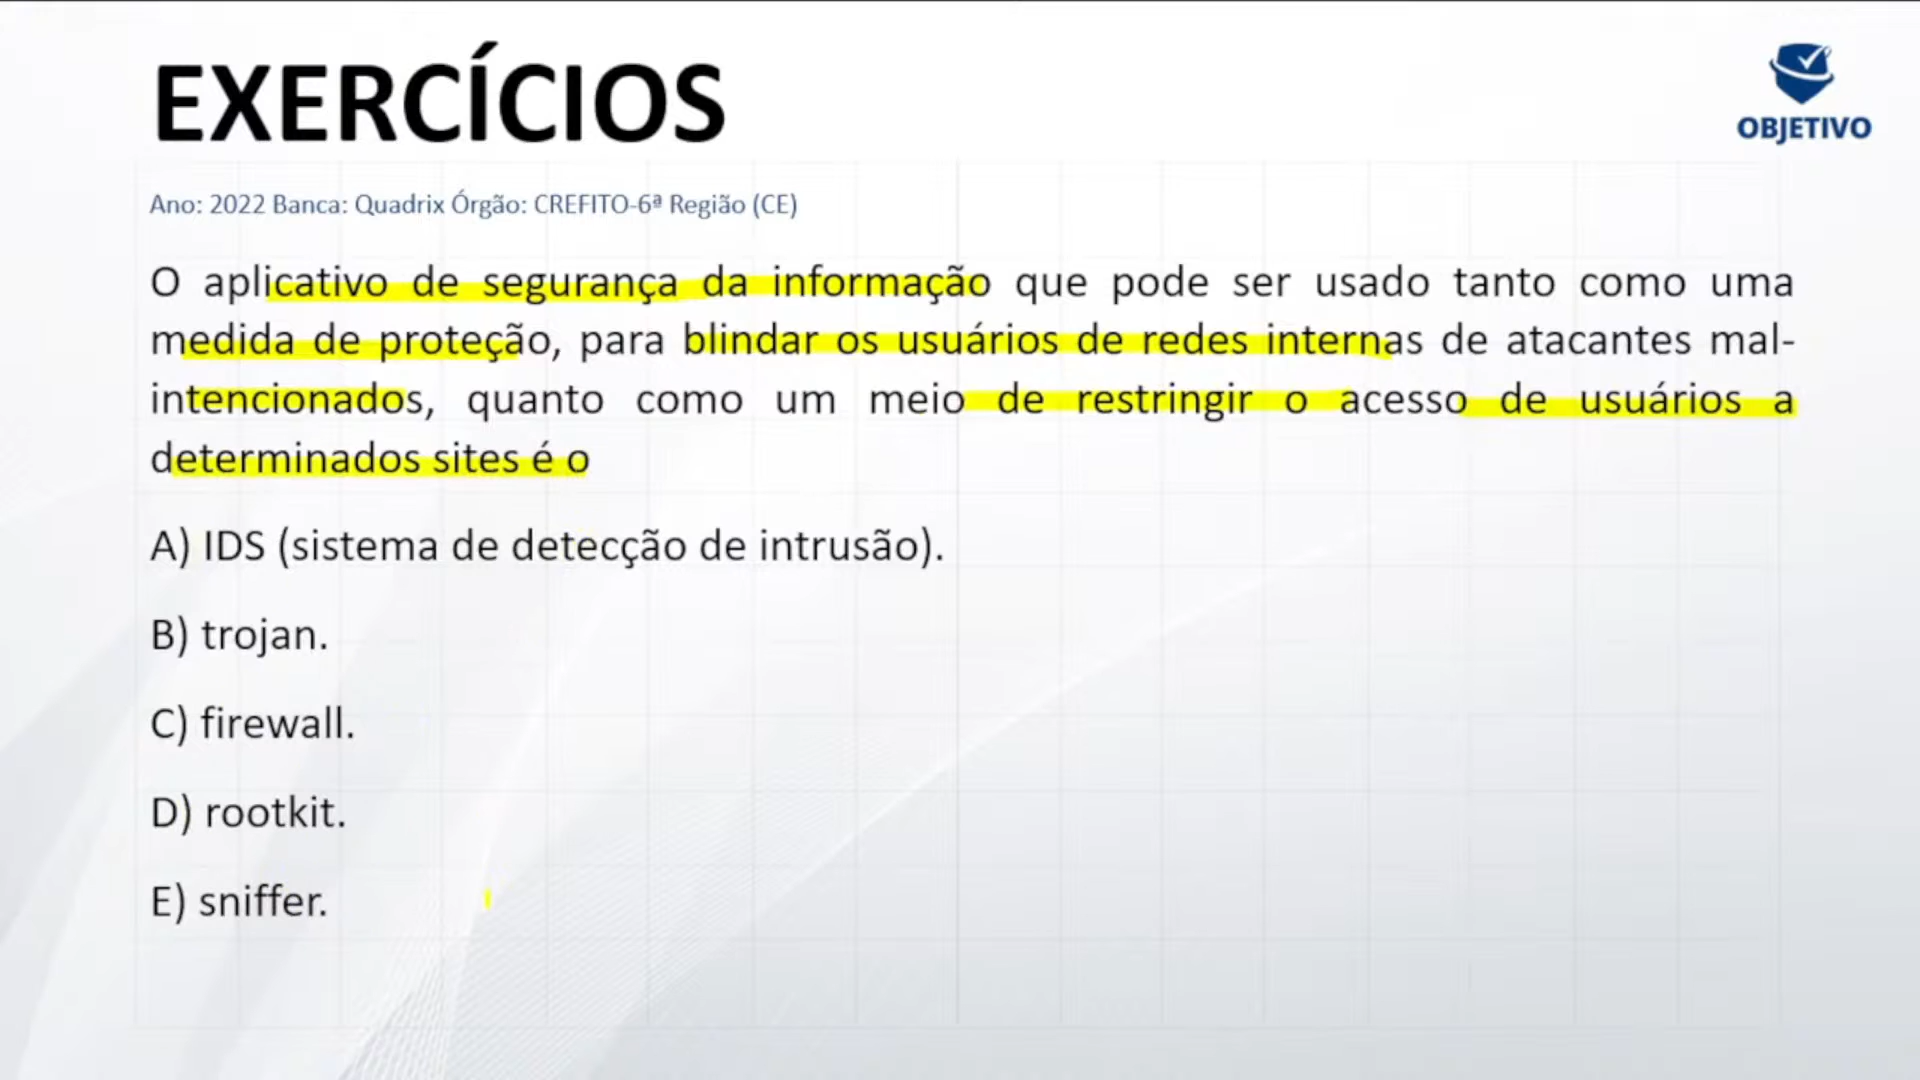 EXERCÍCIOS
OBJETIVO
Ano: 2022 Banca: Quadrix Órgão: CREFITO-6ª Região (CE)
O aplicativo de segurança da informação que pode ser usado tanto como uma
medida de proteção, para blindar os usuários de redes internas de atacantes mal-
intencionados, quanto como um meio de restringir o acesso de usuários a
determinados sites é o
A) IDS (sistema de detecção de intrusão).
B) trojan.
C) firewall.
D) rootkit.
E) sniffer.